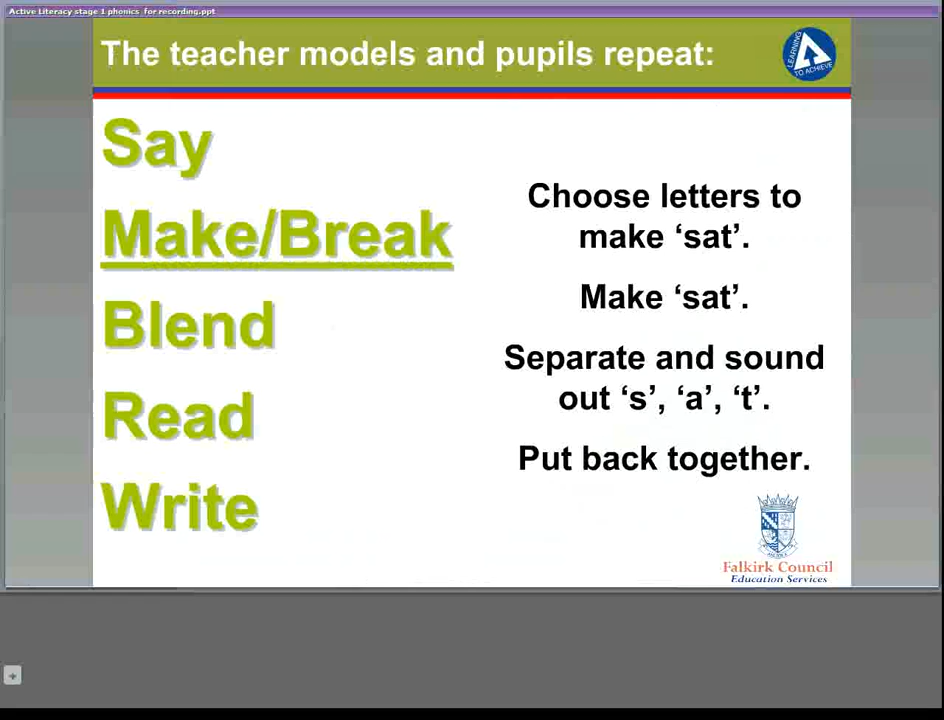 Active Literacy stage 1 phonics for recording.ppt
The teacher models and pupils repeat:
LEARNING
TO ACHIEVE
Say
Make/Break
Blend
Read
Write
Choose letters to
make ‘sat’.
Make ‘sat’.
Separate and sound
out ‘s’, ‘a’, ‘t’.
Put back together.
Falkirk Council
Education Services